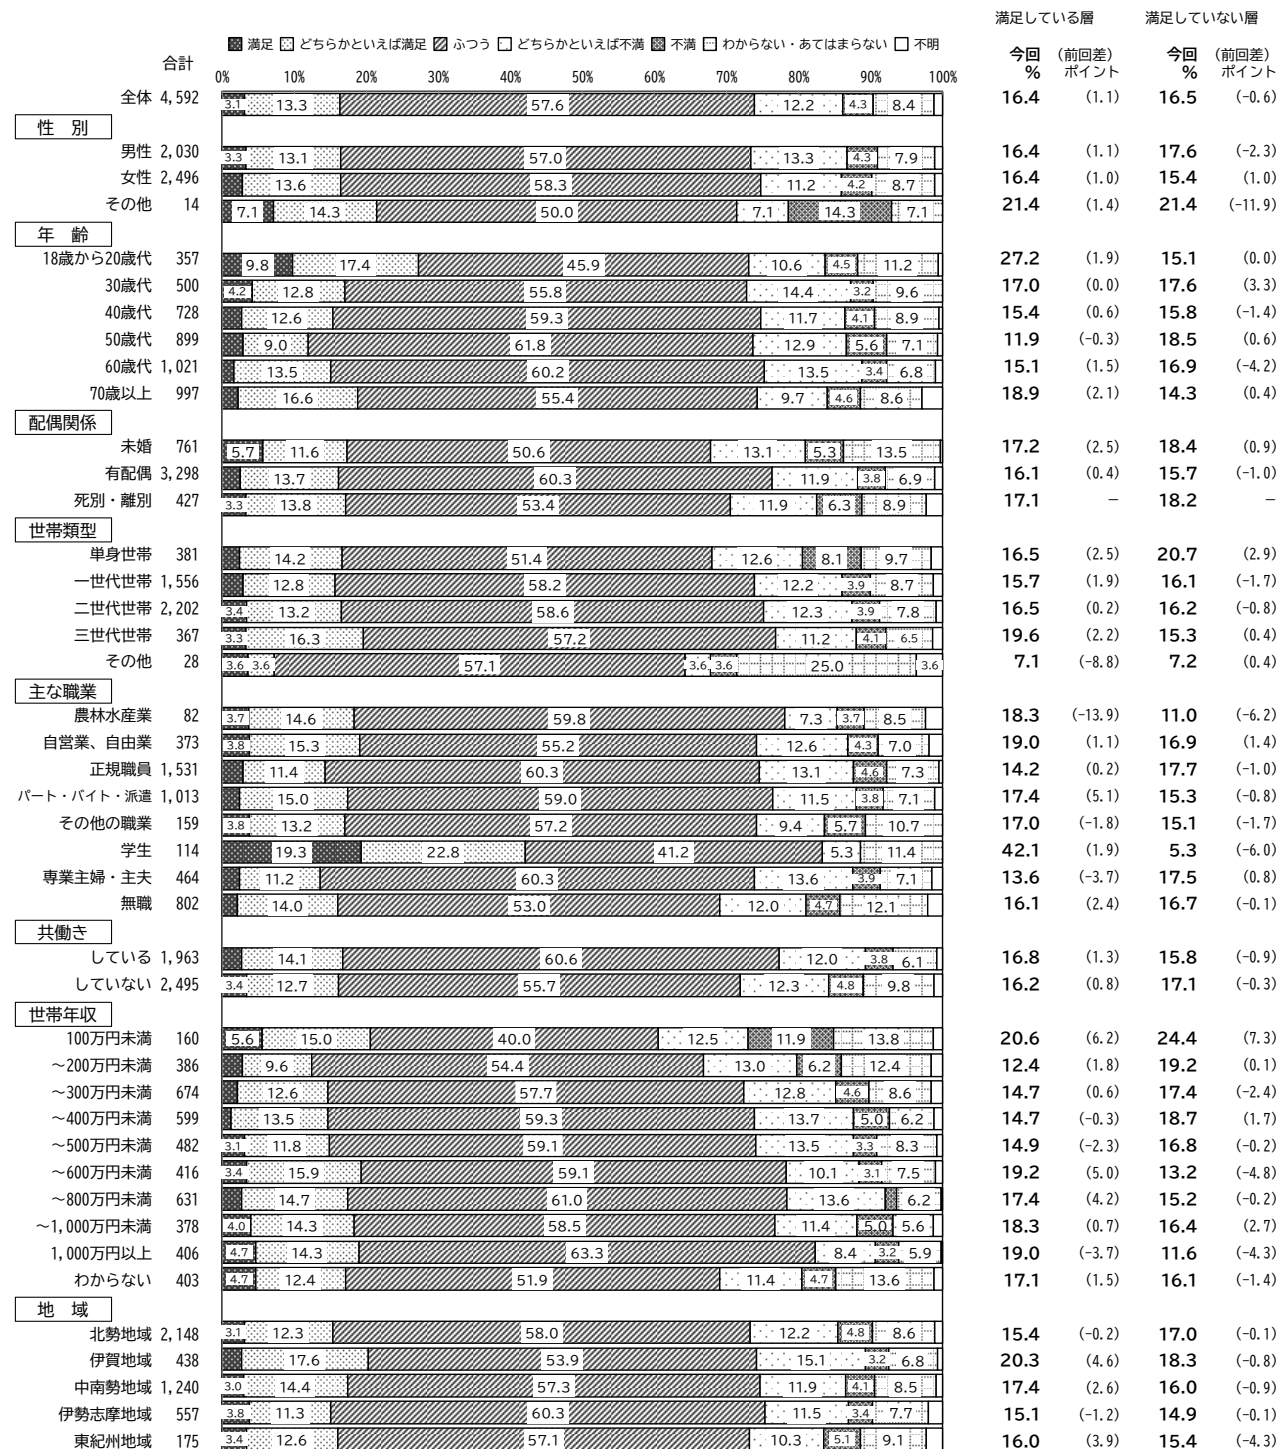 満足している層 満足していない層
満足 どちらかといえば満足 ふつう どちらかといえば不満 不満 わからない・あてはまらない 不明
合計 今回 (前回差) 今回 (前回差)
0% 10% 20% 30% 40% 50% 60% 70% 80% 90% 100% % ポイント % ポイント
全体 4,592 3.1 13.3 57.6 12.2 4.3 8.4 16.4 (1.1) 16.5 (-0.6)
性 別
男性 2,030 3.3 13.1 57.0 13.3 4.3 7.9 16.4 (1.1) 17.6 (-2.3)
女性 2,496 13.6 58.3 11.2 4.2 8.7 16.4 (1.0) 15.4 (1.0)
その他 14 7.1 14.3 50.0 7.1 14.3 7.1 21.4 (1.4) 21.4 (-11.9)
年 齢
18歳から20歳代 357 9.8 17.4 45.9 10.6 4.5 11.2 27.2 (1.9) 15.1 (0.0)
30歳代 500 4.2 12.8 55.8 14.4 3.2 9.6 17.0 (0.0) 17.6 (3.3)
40歳代 728 12.6 59.3 11.7 4.1 8.9 15.4 (0.6) 15.8 (-1.4)
50歳代 899 9.0 61.8 12.9 5.6 7.1 11.9 (-0.3) 18.5 (0.6)
60歳代 1,021 13.5 60.2 13.5 3.4 6.8 15.1 (1.5) 16.9 (-4.2)
70歳以上 997 16.6 55.4 9.7 4.6 8.6 18.9 (2.1) 14.3 (0.4)
配偶関係
未婚 761 5.7 11.6 50.6 13.1 5.3 13.5 17.2 (2.5) 18.4 (0.9)
有配偶 3,298 13.7 60.3 11.9 3.8 6.9 16.1 (0.4) 15.7 (-1.0)
死別・離別 427 3.3 13.8 53.4 11.9 6.3 8.9 17.1 － 18.2 －
世帯類型
単身世帯 381 14.2 51.4 12.6 8.1 9.7 16.5 (2.5) 20.7 (2.9)
一世代世帯 1,556 12.8 58.2 12.2 3.9 8.7 15.7 (1.9) 16.1 (-1.7)
二世代世帯 2,202 3.4 13.2 58.6 12.3 3.9 7.8 16.5 (0.2) 16.2 (-0.8)
三世代世帯 367 3.3 16.3 57.2 11.2 4.1 6.5 19.6 (2.2) 15.3 (0.4)
その他 28 3.6 3.6 57.1 3.6 3.6 25.0 3.6 7.1 (-8.8) 7.2 (0.4)
主な職業
農林水産業 82 3.7 14.6 59.8 7.3 3.7 8.5 18.3 (-13.9) 11.0 (-6.2)
自営業、自由業 373 3.8 15.3 55.2 12.6 4.3 7.0 19.0 (1.1) 16.9 (1.4)
正規職員 1,531 11.4 60.3 13.1 4.6 7.3 14.2 (0.2) 17.7 (-1.0)
パート・バイト・派遣 1,013 15.0 59.0 11.5 3.8 7.1 17.4 (5.1) 15.3 (-0.8)
その他の職業 159 3.8 13.2 57.2 9.4 5.7 10.7 17.0 (-1.8) 15.1 (-1.7)
学生 114 19.3 22.8 41.2 5.3 11.4 42.1 (1.9) 5.3 (-6.0)
専業主婦・主夫 464 11.2 60.3 13.6 3.9 7.1 13.6 (-3.7) 17.5 (0.8)
無職 802 14.0 53.0 12.0 4.7 12.1 16.1 (2.4) 16.7 (-0.1)
共働き
している 1,963 14.1 60.6 12.0 3.8 6.1 16.8 (1.3) 15.8 (-0.9)
していない 2,495 3.4 12.7 55.7 12.3 4.8 9.8 16.2 (0.8) 17.1 (-0.3)
世帯年収
100万円未満 160 5.6 15.0 40.0 12.5 11.9 13.8 20.6 (6.2) 24.4 (7.3)
～200万円未満 386 9.6 54.4 13.0 6.2 12.4 12.4 (1.8) 19.2 (0.1)
～300万円未満 674 12.6 57.7 12.8 4.6 8.6 14.7 (0.6) 17.4 (-2.4)
～400万円未満 599 13.5 59.3 13.7 5.0 6.2 14.7 (-0.3) 18.7 (1.7)
～500万円未満 482 3.1 11.8 59.1 13.5 3.3 8.3 14.9 (-2.3) 16.8 (-0.2)
～600万円未満 416 3.4 15.9 59.1 10.1 3.1 7.5 19.2 (5.0) 13.2 (-4.8)
～800万円未満 631 14.7 61.0 13.6 6.2 17.4 (4.2) 15.2 (-0.2)
～1,000万円未満 378 4.0 14.3 58.5 11.4 5.0 5.6 18.3 (0.7) 16.4 (2.7)
1,000万円以上 406 4.7 14.3 63.3 8.4 3.2 5.9 19.0 (-3.7) 11.6 (-4.3)
わからない 403 4.7 12.4 51.9 11.4 4.7 13.6 17.1 (1.5) 16.1 (-1.4)
地 域
北勢地域 2,148 3.1 12.3 58.0 12.2 4.8 8.6 15.4 (-0.2) 17.0 (-0.1)
伊賀地域 438 17.6 53.9 15.1 3.2 6.8 20.3 (4.6) 18.3 (-0.8)
中南勢地域 1,240 3.0 14.4 57.3 11.9 4.1 8.5 17.4 (2.6) 16.0 (-0.9)
伊勢志摩地域 557 3.8 11.3 60.3 11.5 3.4 7.7 15.1 (-1.2) 14.9 (-0.1)
東紀州地域 175 3.4 12.6 57.1 10.3 5.1 9.1 16.0 (3.9) 15.4 (-4.3)